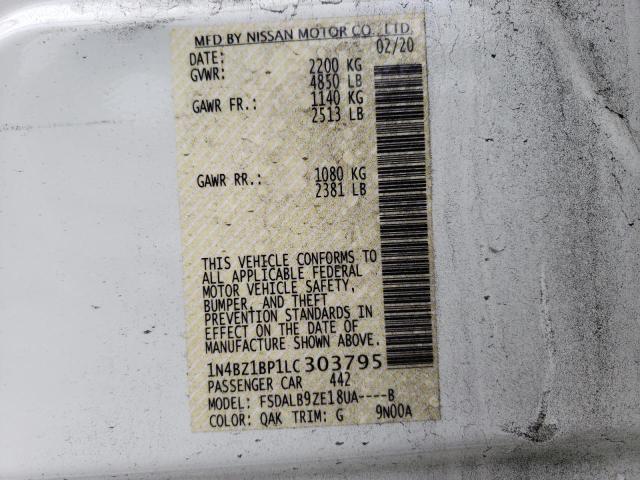 MFD BY NISSAN MOTOR CO., LTD.
DATE: 02/20
GVWR: 2200 KG
4850 LB
GAWR FR.: 1140 KG
2513 LB
GAWR RR.: 1080 KG
2381 LB
THIS VEHICLE CONFORMS TO
ALL APPLICABLE FEDERAL
MOTOR VEHICLE SAFETY,
BUMPER, AND THEFT
PREVENTION STANDARDS IN
EFFECT ON THE DATE OF
MANUFACTURE SHOWN ABOVE.
1N4BZ1BP1LC303795
PASSENGER CAR 442
MODEL: FSDALB9ZE18UA----B
COLOR: QAK TRIM: G 9N00A